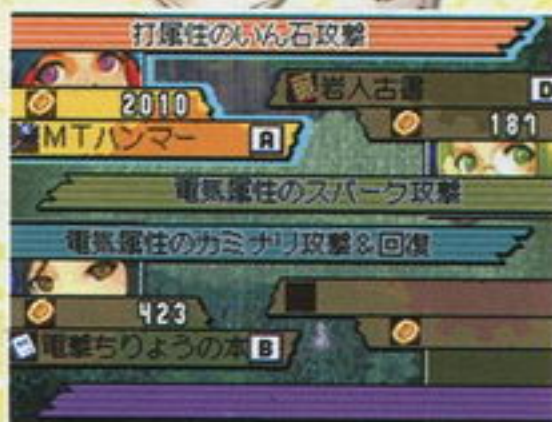 打属性のいん石攻撃
2010
MTハンマー A
岩人古書 D
187
電気属性のスパーク攻撃
電気属性のカミナリ攻撃&回復
423
電撃ちりょうの本 B